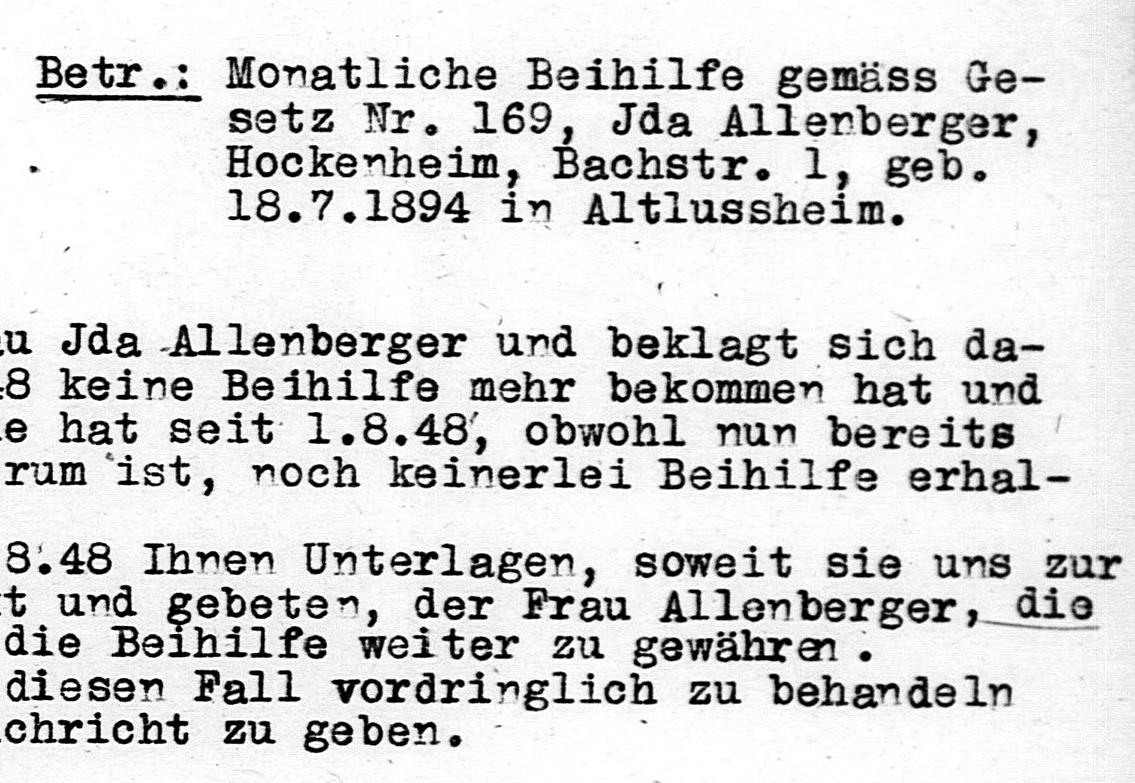 Betr.: Monatliche Beihilfe gemäss Ge-
setz Nr. 169, Jda Allenberger,
Hockenheim, Bachstr. 1, geb.
18.7.1894 in Altlussheim.
u Jda Allenberger und beklagt sich da-
48 keine Beihilfe mehr bekommen hat und
e hat seit 1.8.48, obwohl nun bereits
rum ist, noch keinerlei Beihilfe erhal-
8.48 Ihnen Unterlagen, soweit sie uns zur
t und gebeten, der Frau Allenberger, die
die Beihilfe weiter zu gewähren.
diesen Fall vordringlich zu behandeln
chricht zu geben.